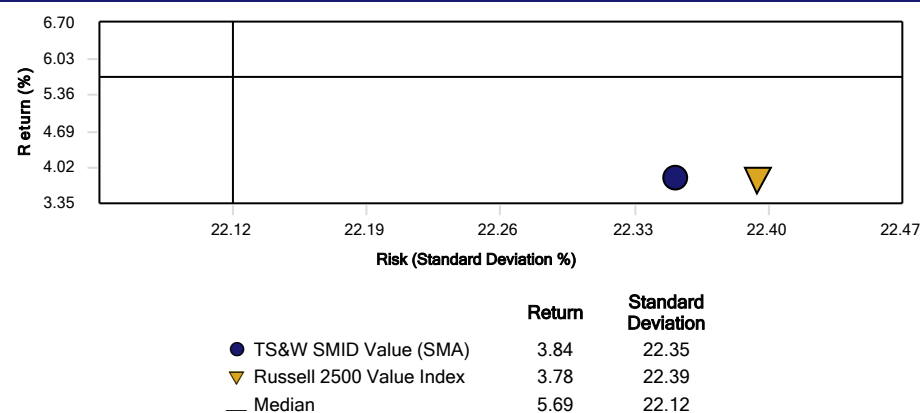 6.70
6.03
5.36
4.69
4.02
3.35
Return (%)
22.12 22.19 22.26 22.33 22.40 22.47
Risk (Standard Deviation %)
Return Standard Deviation
TS&W SMID Value (SMA) 3.84 22.35
Russell 2500 Value Index 3.78 22.39
Median 5.69 22.12